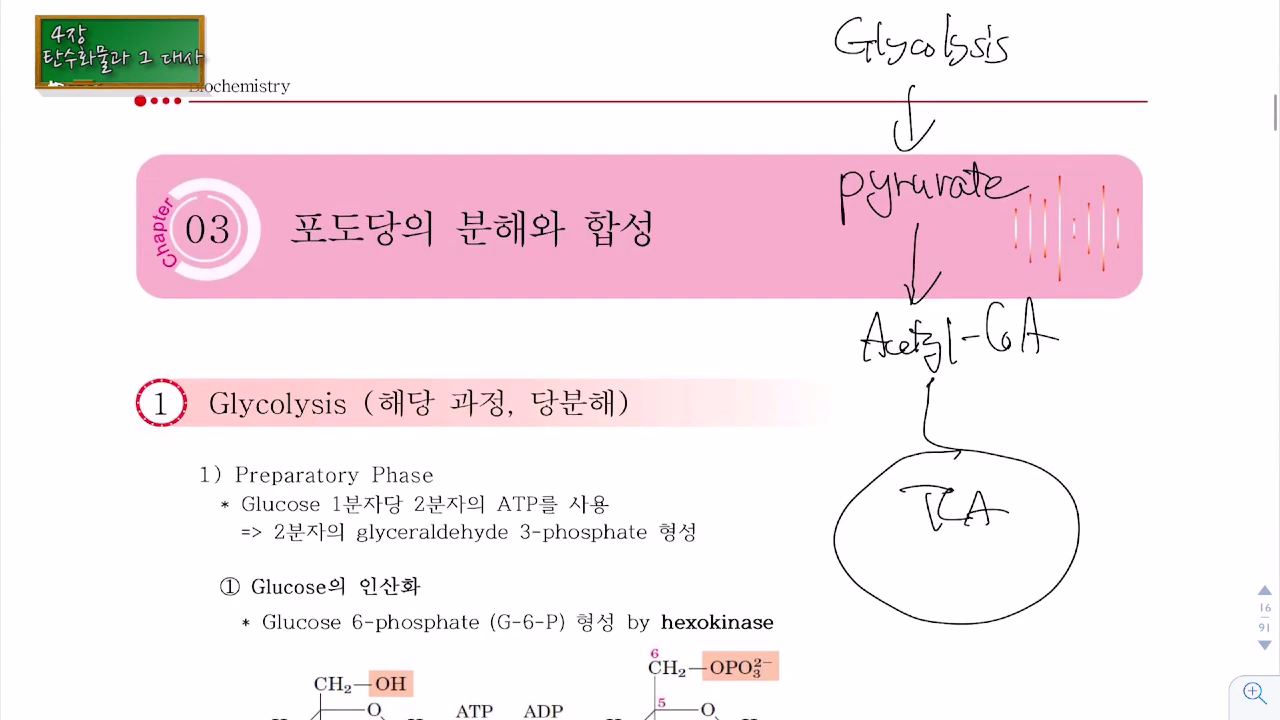 4장
탄수화물과 그 대사
Biochemistry
Glycolysis
pyruvate
Acetyl-CoA
TCA
Chapter
03 포도당의 분해와 합성
1 Glycolysis (해당 과정, 당분해)
1) Preparatory Phase
* Glucose 1분자당 2분자의 ATP를 사용
=> 2분자의 glyceraldehyde 3-phosphate 형성
① Glucose의 인산화
* Glucose 6-phosphate (G-6-P) 형성 by hexokinase
6
CH₂—OH
CH₂—OPO₃²⁻
5
O
ATP ADP
O
16
91